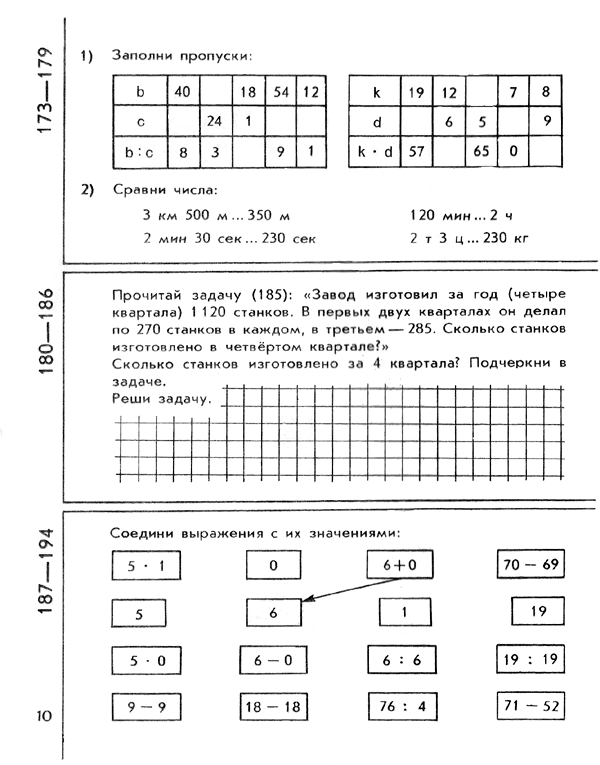 173—179
1) Заполни пропуски:
b 40 18 54 12
c 24 1
b : c 8 3 9 1
k 19 12 7 8
d 6 5 9
k · d 57 65 0
2) Сравни числа:
3 км 500 м ... 350 м 120 мин ... 2 ч
2 мин 30 сек ... 230 сек 2 т 3 ц ... 230 кг
180—186
Прочитай задачу (185): «Завод изготовил за год (четыре
квартала) 1 120 станков. В первых двух кварталах он делал
по 270 станков в каждом, в третьем — 285. Сколько станков
изготовлено в четвёртом квартале?»
Сколько станков изготовлено за 4 квартала? Подчеркни в
задаче.
Реши задачу.
187—194
Соедини выражения с их значениями:
5 · 1 0 6+0 70 — 69
5 6 1 19
5 · 0 6 — 0 6 : 6 19 : 19
9 — 9 18 — 18 76 : 4 71 — 52
10